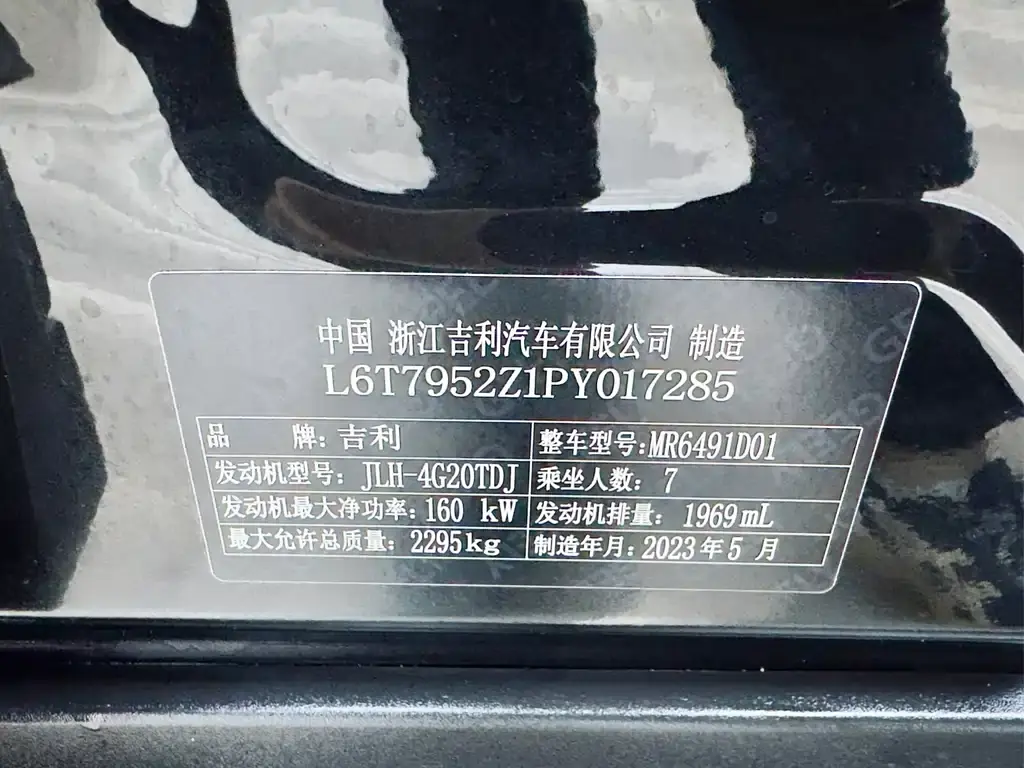 中国 浙江吉利汽车有限公司 制造
L6T7952Z1PY017285
品 牌: 吉利 整车型号:MR6491D01
发动机型号: JLH-4G20TDJ 乘坐人数: 7
发动机最大净功率: 160 kW 发动机排量: 1969mL
最大允许总质量: 2295kg 制造年月: 2023年5 月